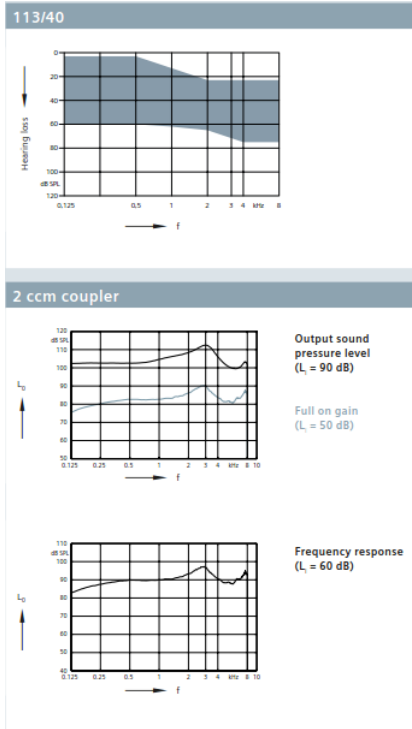 113/40
0
20
40
60
80
100
dB SPL
120
Hearing loss
0,125 0,5 1 2 3 4 kHz 8
f
2 ccm coupler
120
dB SPL
110
100
90
80
70
60
50
L₀
0.125 0.25 0.5 1 2 3 4 kHz 8 10
f
Output sound
pressure level
(Lᵢ = 90 dB)
Full on gain
(Lᵢ = 50 dB)
110
dB SPL
100
90
80
70
60
50
40
L₀
0.125 0.25 0.5 1 2 3 4 kHz 8 10
f
Frequency response
(Lᵢ = 60 dB)